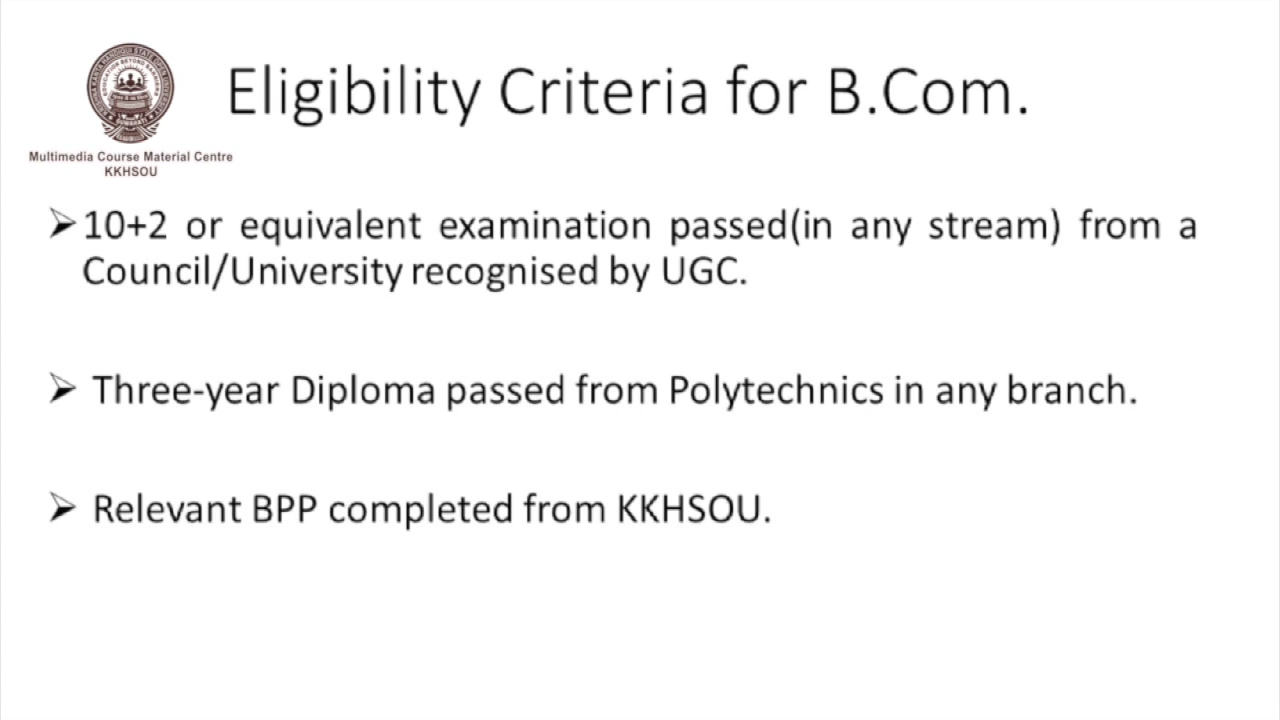 Eligibility Criteria for B.Com.
Multimedia Course Material Centre
KKHSOU
➢10+2 or equivalent examination passed(in any stream) from a
Council/University recognised by UGC.
➢ Three-year Diploma passed from Polytechnics in any branch.
➢ Relevant BPP completed from KKHSOU.